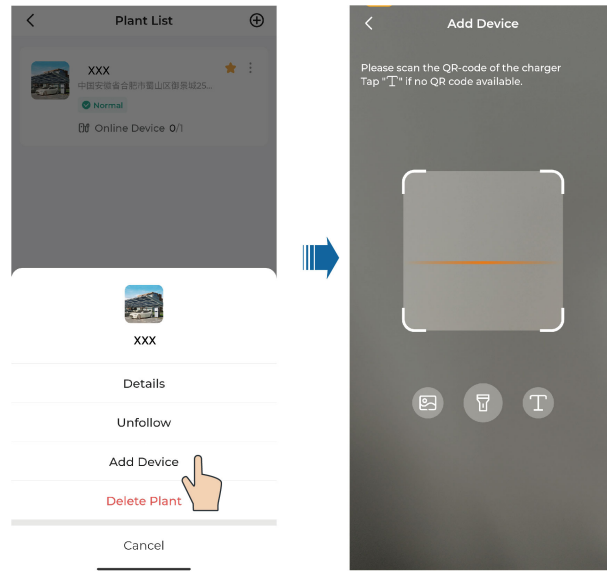 Plant List
XXX
中国安徽省合肥市蜀山区御景城25...
Normal
Online Device 0/1
XXX
Details
Unfollow
Add Device
Delete Plant
Cancel
Add Device
Please scan the QR-code of the charger
Tap "T" if no QR code available.
T